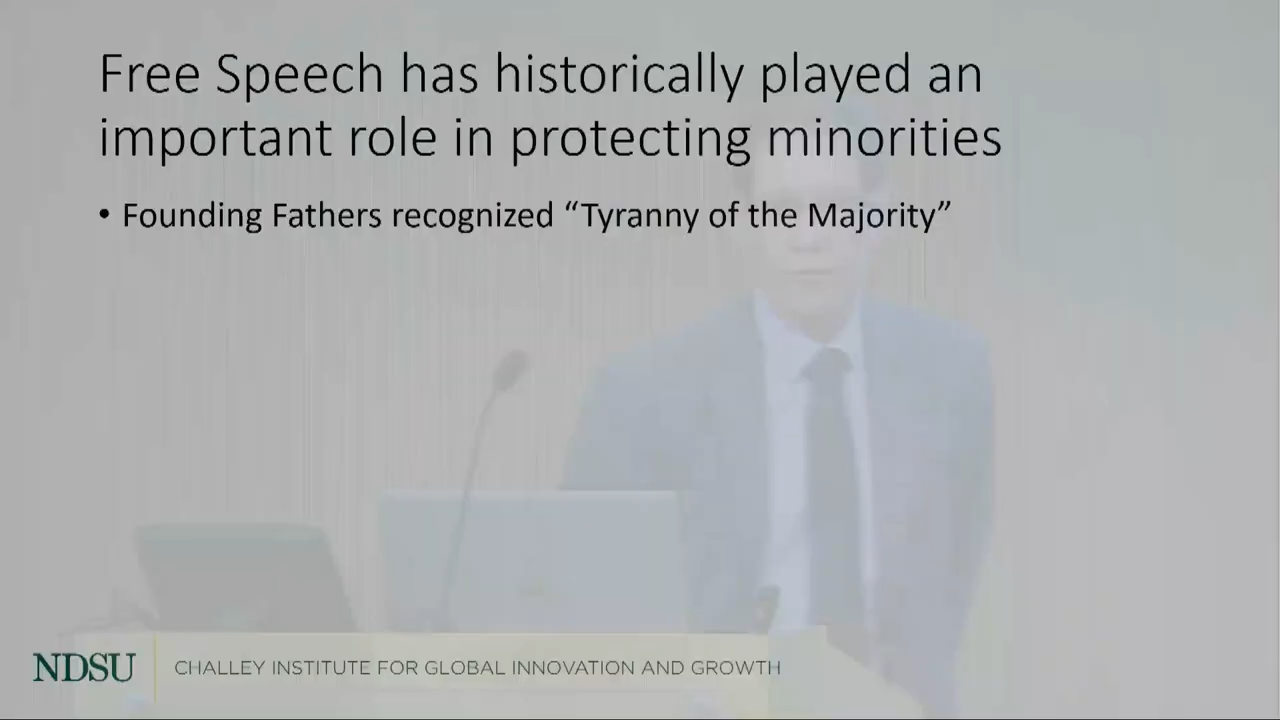 Free Speech has historically played an
important role in protecting minorities
• Founding Fathers recognized “Tyranny of the Majority”
NDSU
CHALLEY INSTITUTE FOR GLOBAL INNOVATION AND GROWTH